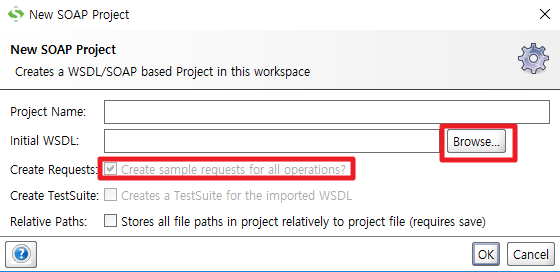 New SOAP Project
New SOAP Project
Creates a WSDL/SOAP based Project in this workspace
Project Name:
Initial WSDL: Browse...
Create Requests: Create sample requests for all operations?
Create TestSuite: Creates a TestSuite for the imported WSDL
Relative Paths: Stores all file paths in project relatively to project file (requires save)
? OK Cancel